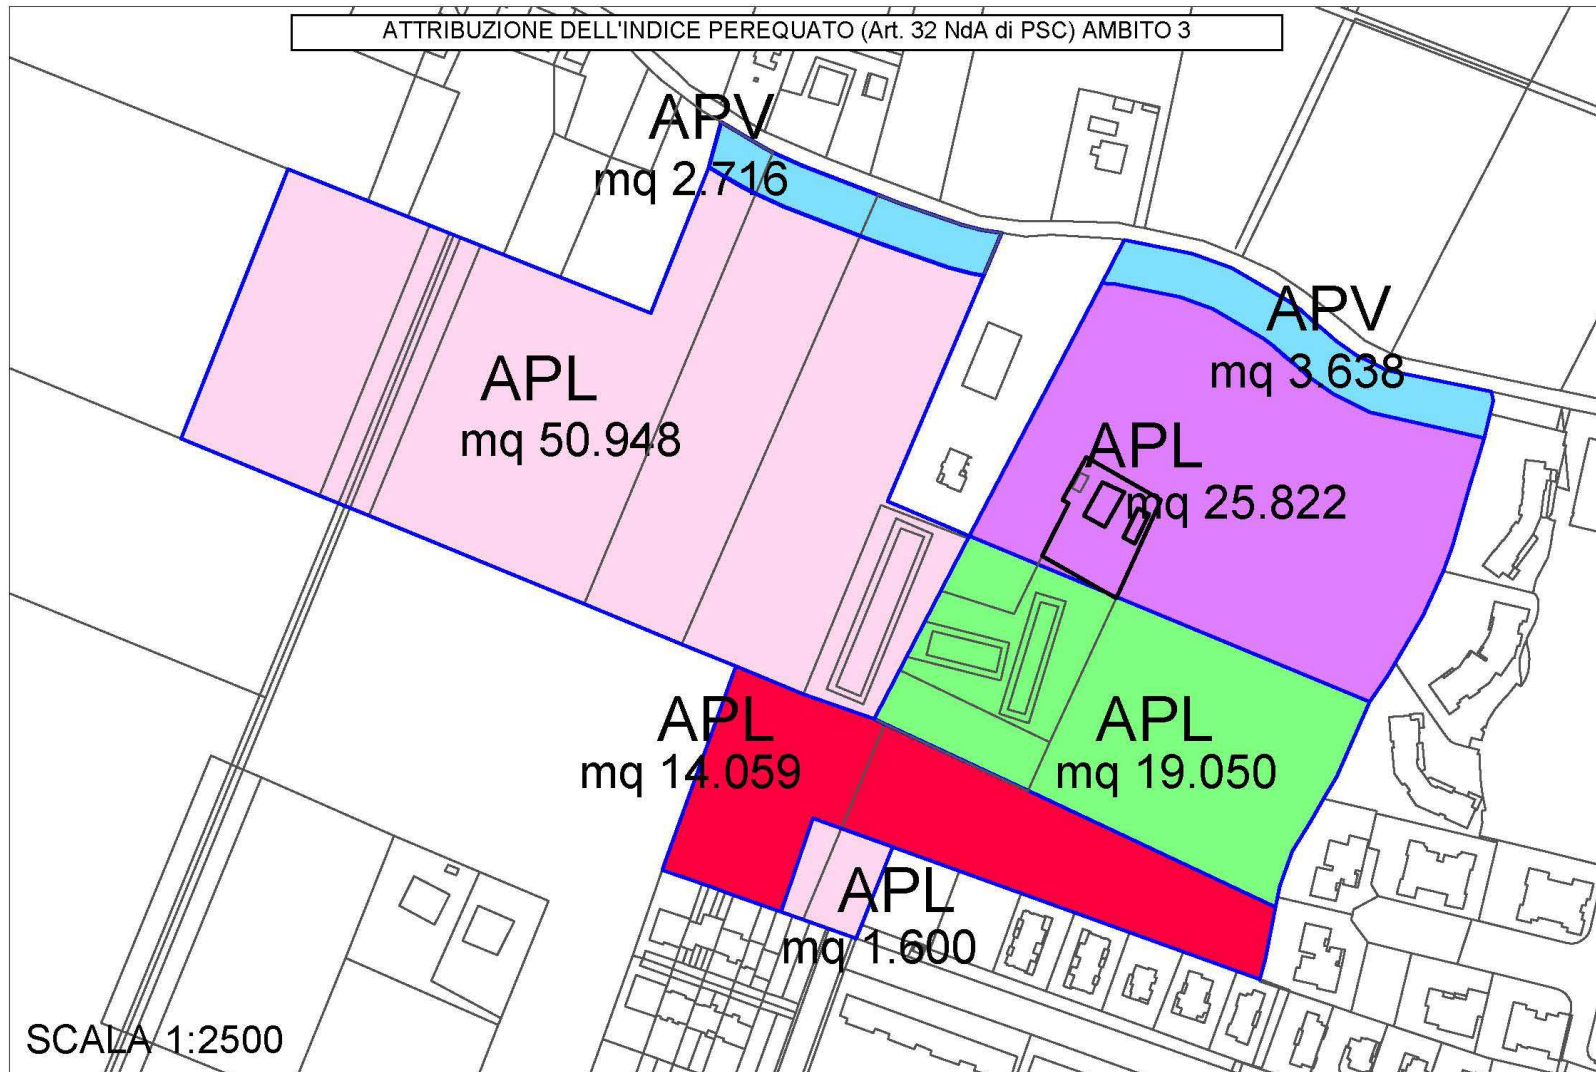 ATTRIBUZIONE DELL'INDICE PEREQUATO (Art. 32 NdA di PSC) AMBITO 3
APV
mq 2.716
APV
mq 3.638
APL
mq 50.948
APL
mq 25.822
APL
mq 14.059
APL
mq 19.050
APL
mq 1.600
SCALA 1:2500